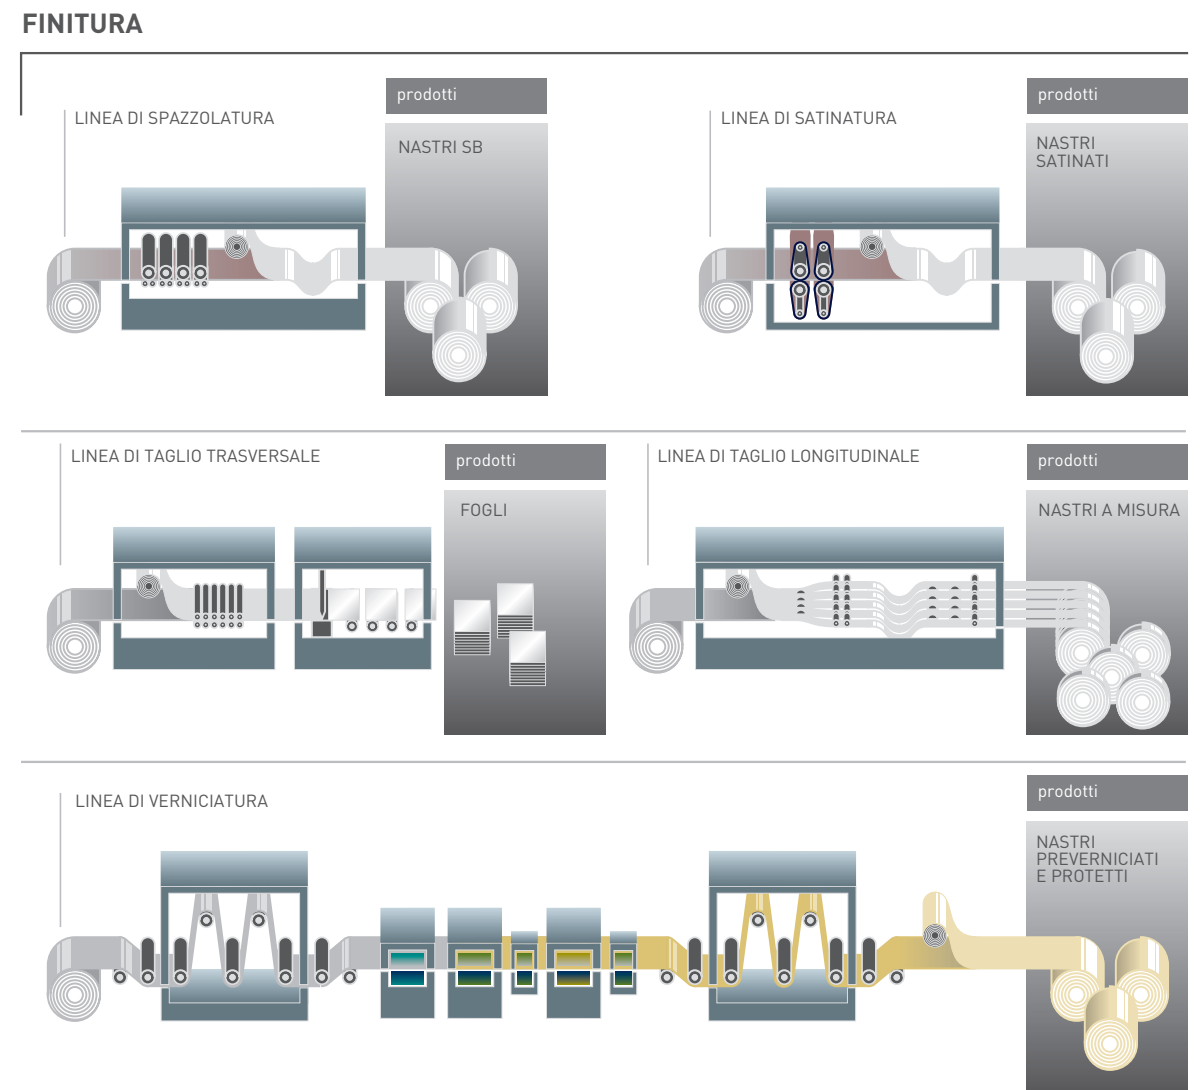 FINITURA
LINEA DI SPAZZOLATURA
prodotti
NASTRI SB
LINEA DI SATINATURA
prodotti
NASTRI
SATINATI
LINEA DI TAGLIO TRASVERSALE
prodotti
FOGLI
LINEA DI TAGLIO LONGITUDINALE
prodotti
NASTRI A MISURA
LINEA DI VERNICIATURA
prodotti
NASTRI
PREVERNICIATI
E PROTETTI